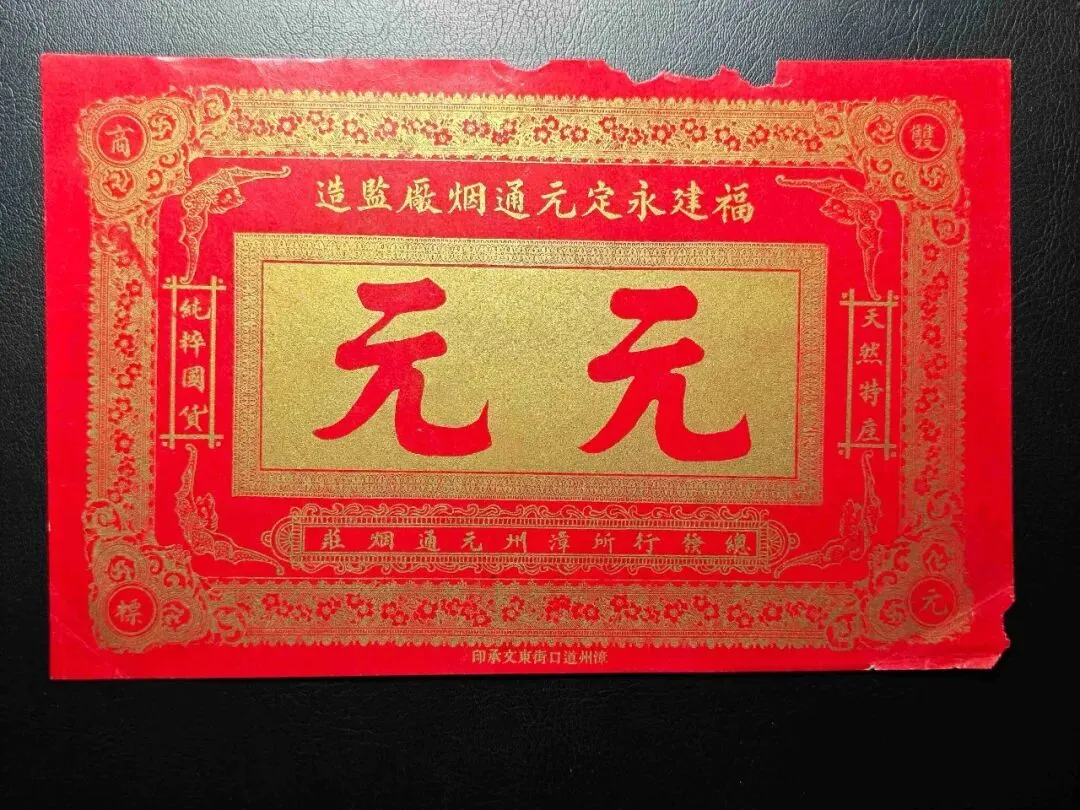 雙元商標
福建永定元通烟廠監造
天然特產
元元
純粹國貨
總發行所漳州元通烟莊
漳州道口街東文承印